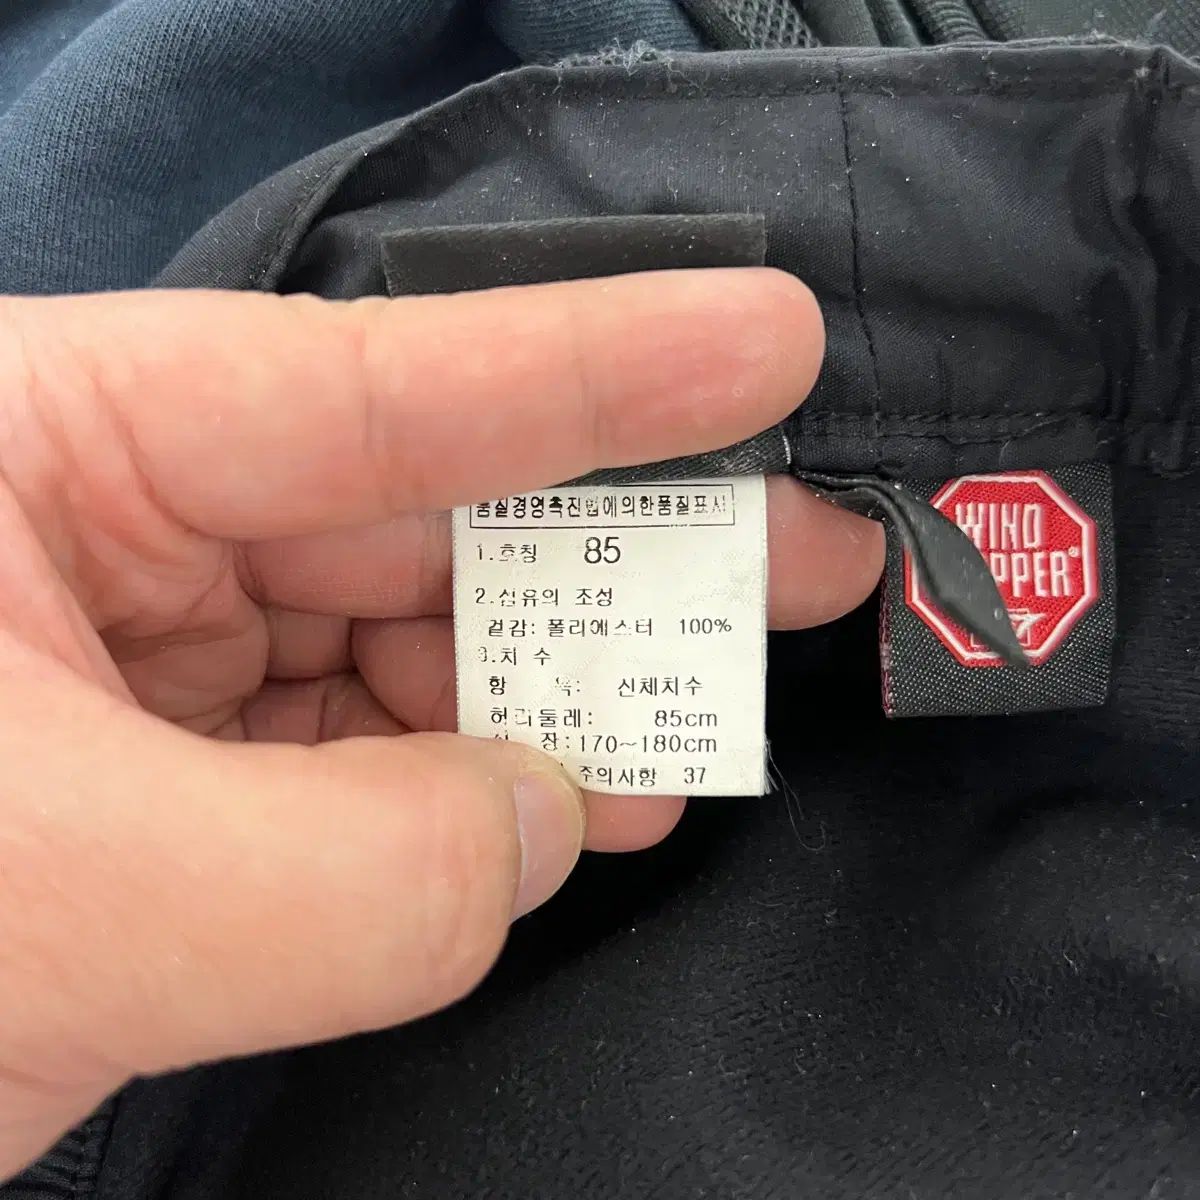 품질경영촉진법에의한품질표시
1.호칭 85
2.섬유의 조성
겉감: 폴리에스터 100%
3.치 수
항 목: 신체치수
허리둘레: 85cm
장:170~180cm
주의사항 37
WIND
PPER®